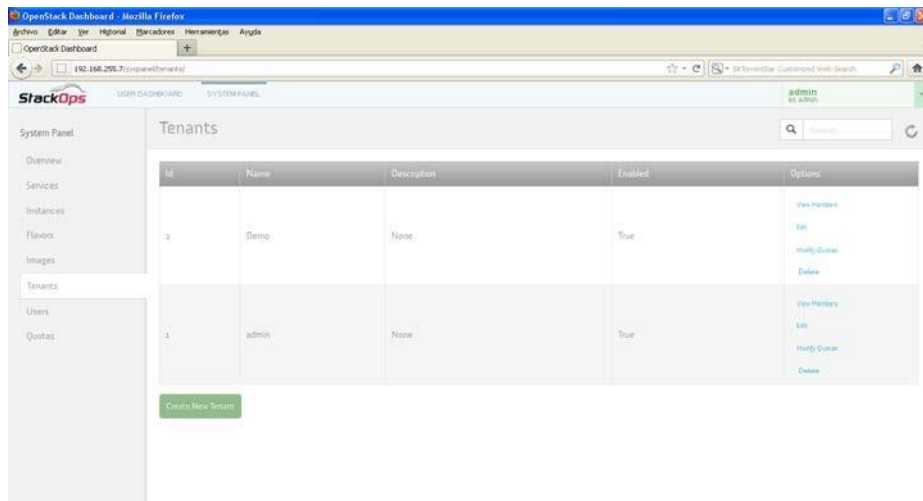 OpenStack Dashboard - Mozilla Firefox
Archivo Editar Ver Historial Marcadores Herramientas Ayuda
OpenStack Dashboard +
192.168.255.7/syspanel/tenants/
StackOps USER DASHBOARD SYSTEM PANEL admin
as admin
System Panel
Tenants
Search
Overview
Services
Instances
Flavors
Images
Tenants
Users
Quotas
Id Name Description Enabled Options
2 Demo None True
View Members
Edit
Modify Quotas
Delete
1 admin None True
View Members
Edit
Modify Quotas
Delete
Create New Tenant